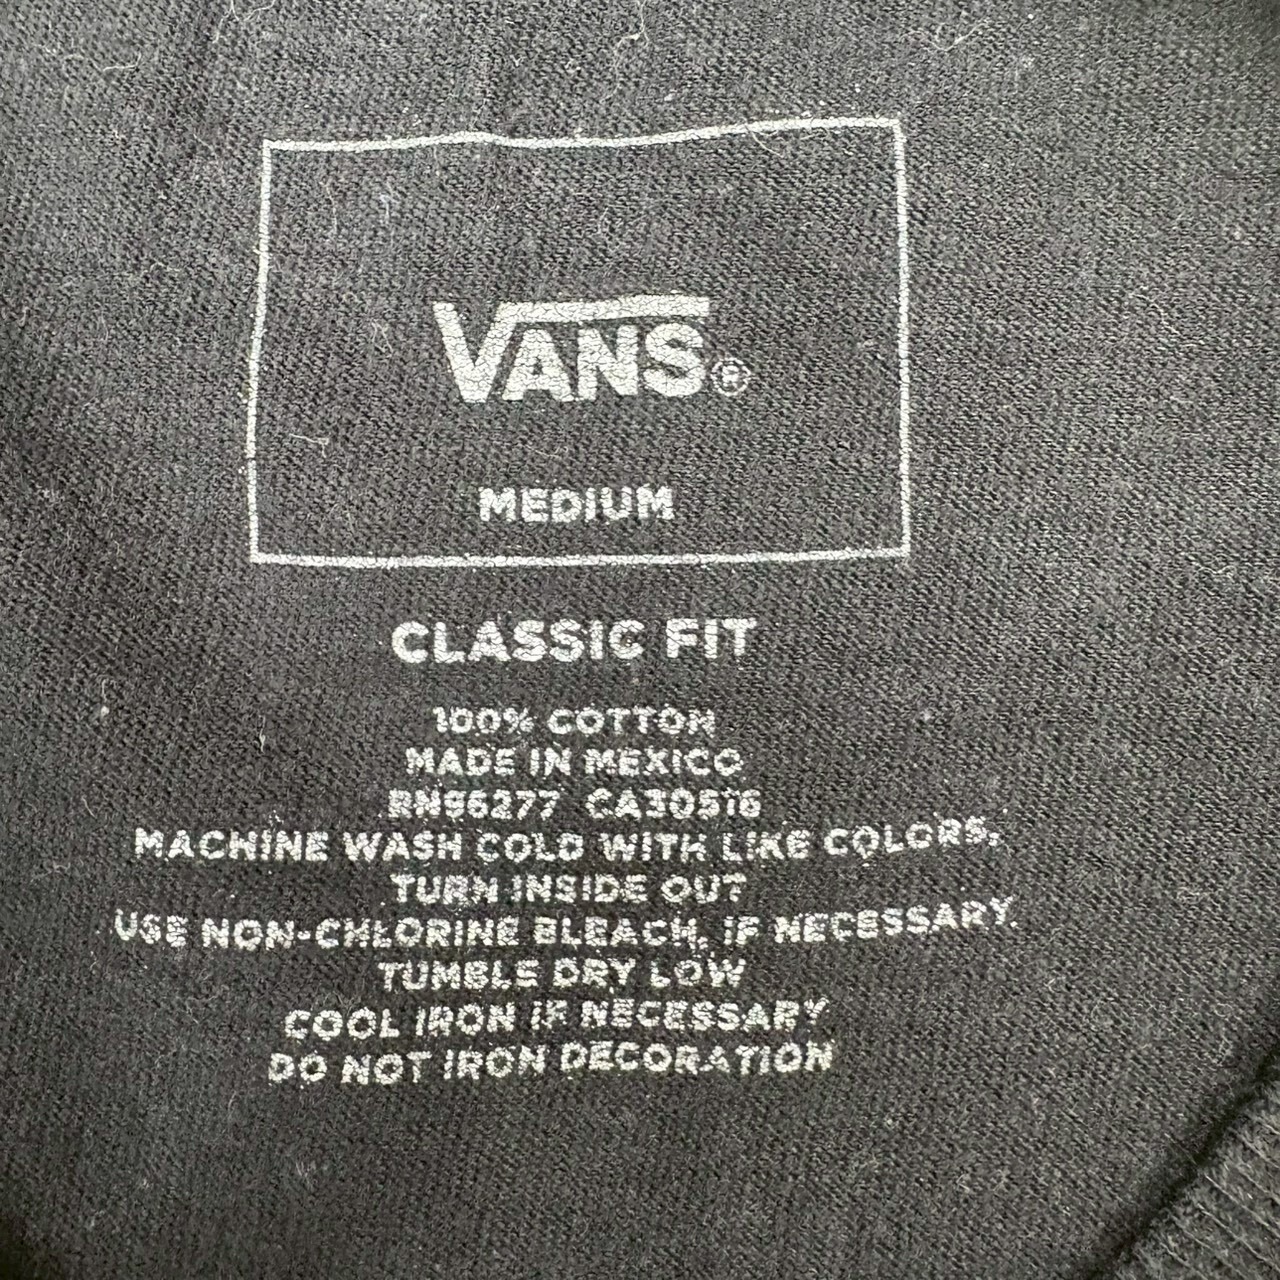 VANS®
MEDIUM
CLASSIC FIT
100% COTTON
MADE IN MEXICO
RN96277 CA30516
MACHINE WASH COLD WITH LIKE COLORS,
TURN INSIDE OUT
USE NON-CHLORINE BLEACH, IF NECESSARY.
TUMBLE DRY LOW
COOL IRON IF NECESSARY
DO NOT IRON DECORATION